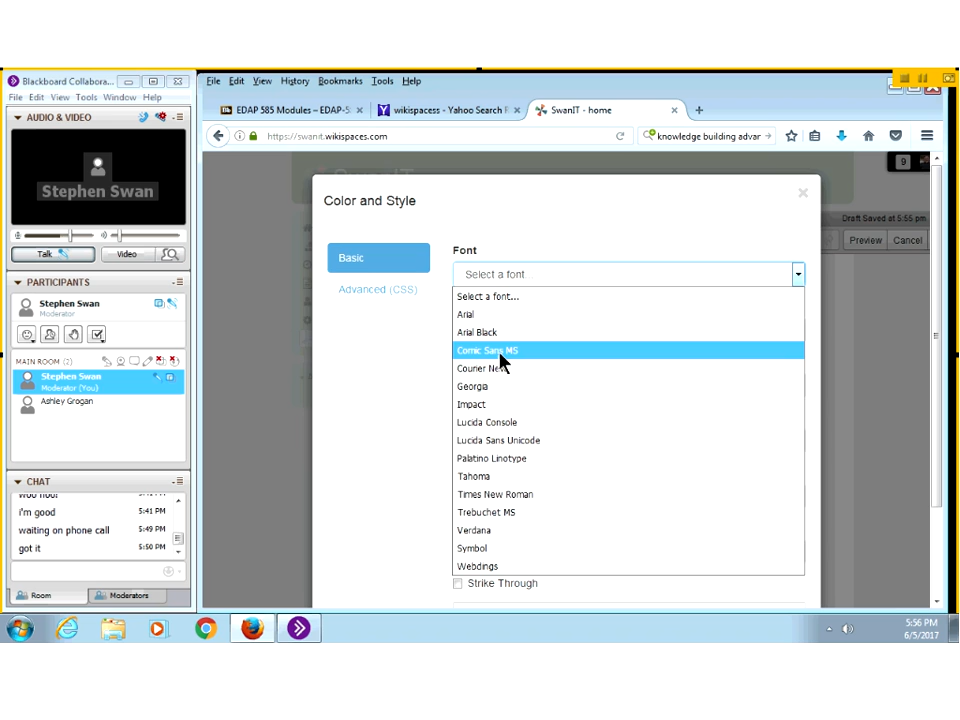 Blackboard Collabora...
File Edit View Tools Window Help
AUDIO & VIDEO
Stephen Swan
Talk
Video
PARTICIPANTS
Stephen Swan
Moderator
MAIN ROOM (2)
Stephen Swan
Moderator (You)
Ashley Grogan
CHAT
i'm good 5:41 PM
waiting on phone call 5:49 PM
got it 5:50 PM
Room
Moderators
File Edit View History Bookmarks Tools Help
EDAP 585 Modules – EDAP-5
wikispacess - Yahoo Search R
SwanIT - home
https://swanit.wikispaces.com
knowledge building advar
9
SwanIT
Draft Saved at 5:55 pm
Preview
Cancel
Color and Style
Basic
Advanced (CSS)
Font
Select a font...
Select a font...
Arial
Arial Black
Comic Sans MS
Courier New
Georgia
Impact
Lucida Console
Lucida Sans Unicode
Palatino Linotype
Tahoma
Times New Roman
Trebuchet MS
Verdana
Symbol
Webdings
Strike Through
5:56 PM
6/5/2017